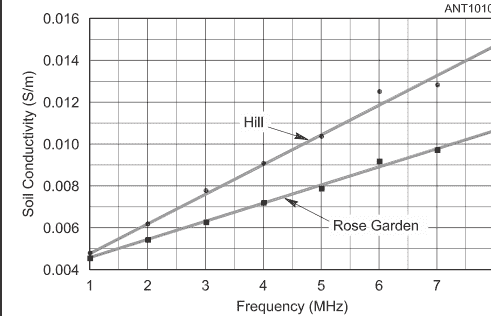 ANT1010
0.016
0.014
0.012
0.010
0.008
0.006
0.004
Soil Conductivity (S/m)
Hill
Rose Garden
1 2 3 4 5 6 7
Frequency (MHz)